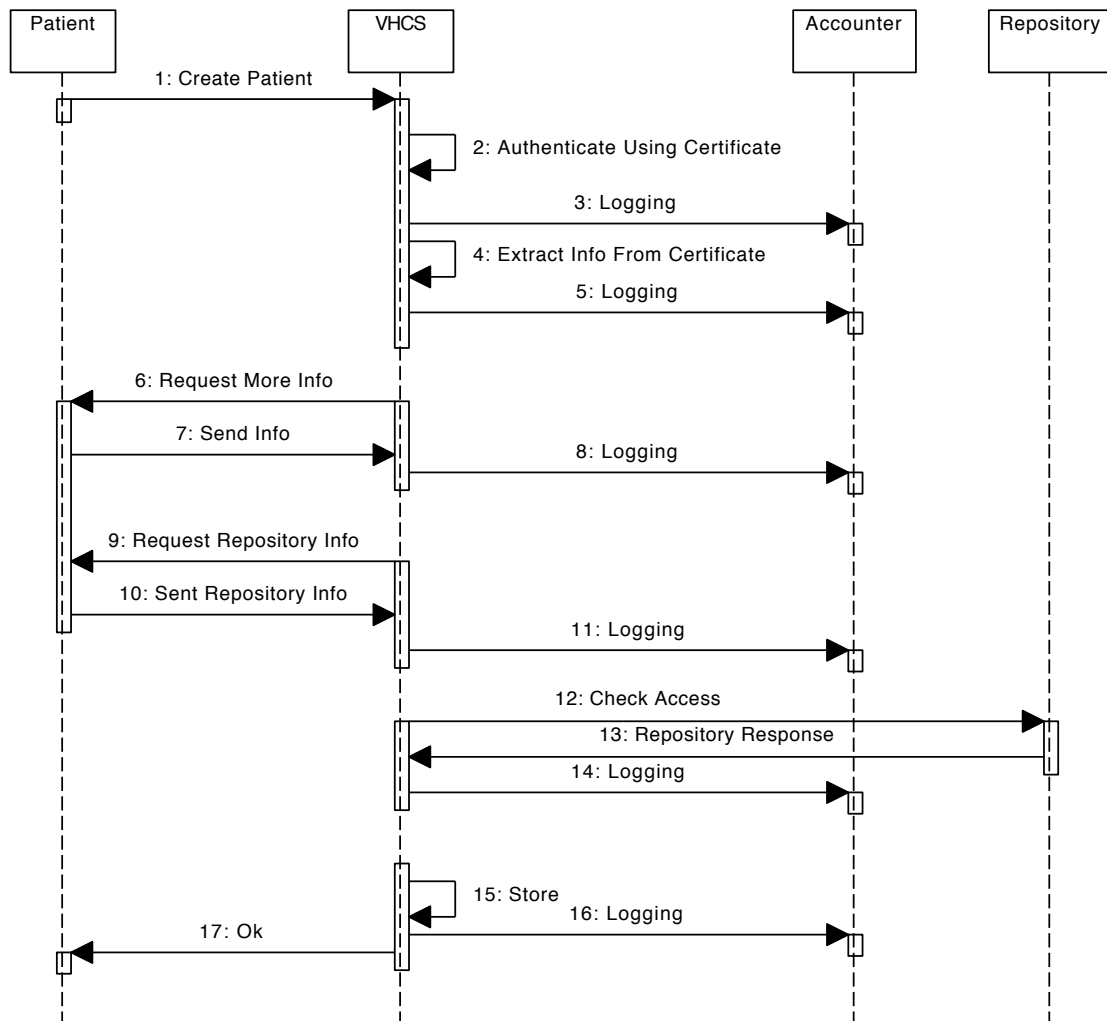 Patient
VHCS
Accounter
Repository
1: Create Patient
2: Authenticate Using Certificate
3: Logging
4: Extract Info From Certificate
5: Logging
6: Request More Info
7: Send Info
8: Logging
9: Request Repository Info
10: Sent Repository Info
11: Logging
12: Check Access
13: Repository Response
14: Logging
15: Store
16: Logging
17: Ok